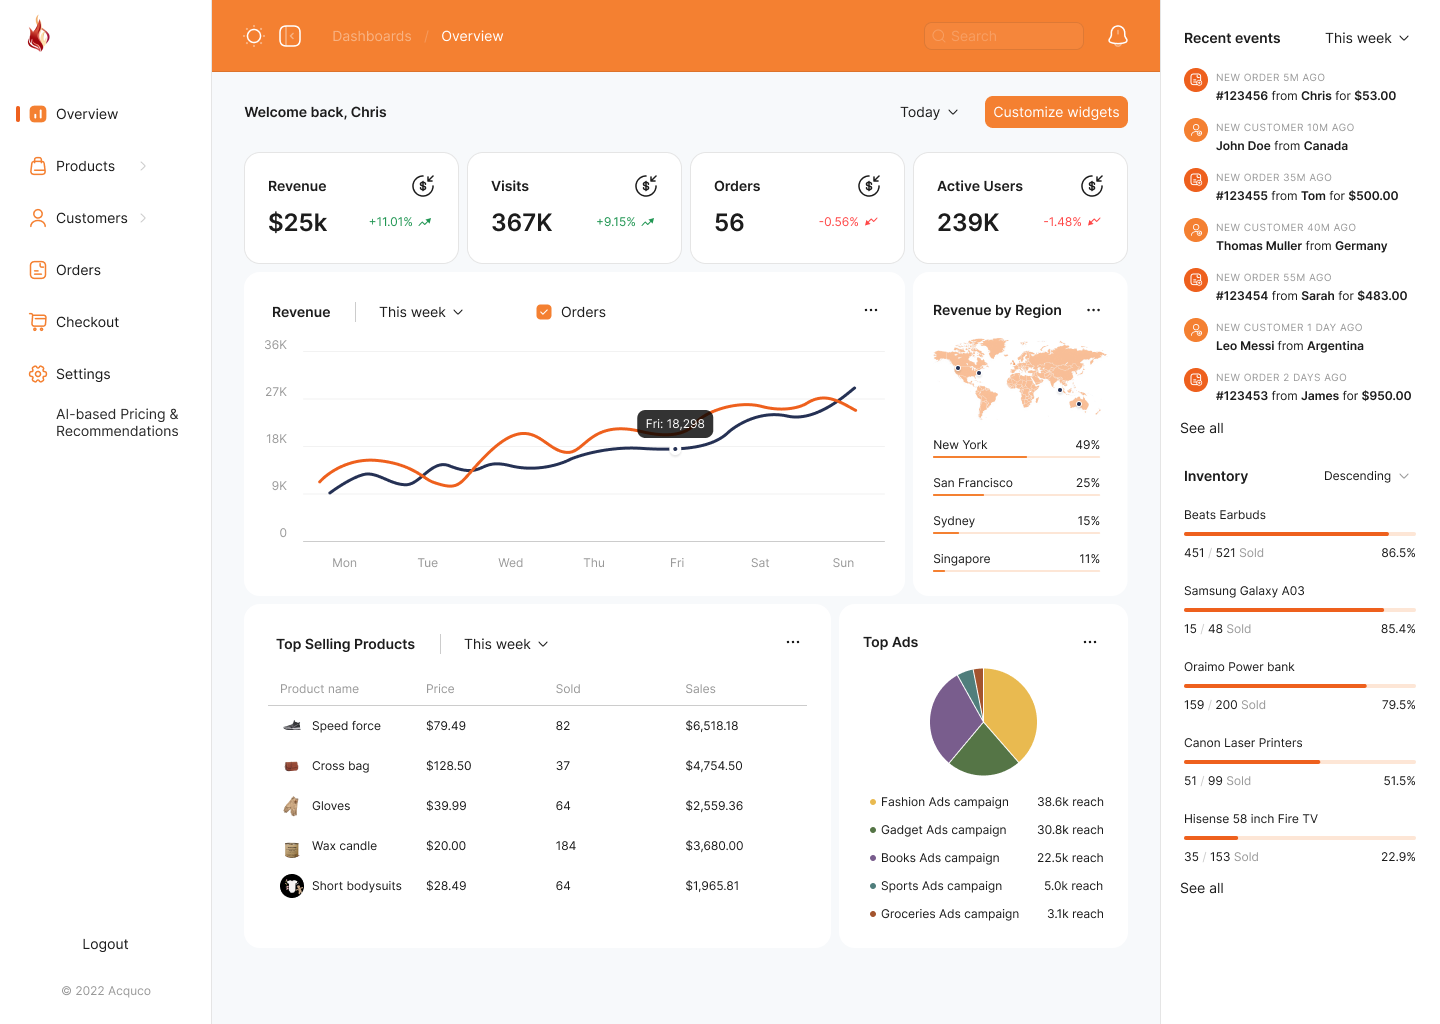 Overview
Products
Customers
Orders
Checkout
Settings
AI-based Pricing &
Recommendations
Logout
© 2022 Acquco
Dashboards / Overview
Search
Welcome back, Chris
Today
Customize widgets
Revenue
$25k +11.01%
Visits
367K +9.15%
Orders
56 -0.56%
Active Users
239K -1.48%
Revenue This week Orders
36K
27K
18K
9K
0
Fri: 18,298
Mon Tue Wed Thu Fri Sat Sun
Revenue by Region
New York 49%
San Francisco 25%
Sydney 15%
Singapore 11%
Top Selling Products This week
Product name Price Sold Sales
Speed force $79.49 82 $6,518.18
Cross bag $128.50 37 $4,754.50
Gloves $39.99 64 $2,559.36
Wax candle $20.00 184 $3,680.00
Short bodysuits $28.49 64 $1,965.81
Top Ads
Fashion Ads campaign 38.6k reach
Gadget Ads campaign 30.8k reach
Books Ads campaign 22.5k reach
Sports Ads campaign 5.0k reach
Groceries Ads campaign 3.1k reach
Recent events This week
NEW ORDER 5M AGO
#123456 from Chris for $53.00
NEW CUSTOMER 10M AGO
John Doe from Canada
NEW ORDER 35M AGO
#123455 from Tom for $500.00
NEW CUSTOMER 40M AGO
Thomas Muller from Germany
NEW ORDER 55M AGO
#123454 from Sarah for $483.00
NEW CUSTOMER 1 DAY AGO
Leo Messi from Argentina
NEW ORDER 2 DAYS AGO
#123453 from James for $950.00
See all
Inventory Descending
Beats Earbuds
451 / 521 Sold 86.5%
Samsung Galaxy A03
15 / 48 Sold 85.4%
Oraimo Power bank
159 / 200 Sold 79.5%
Canon Laser Printers
51 / 99 Sold 51.5%
Hisense 58 inch Fire TV
35 / 153 Sold 22.9%
See all